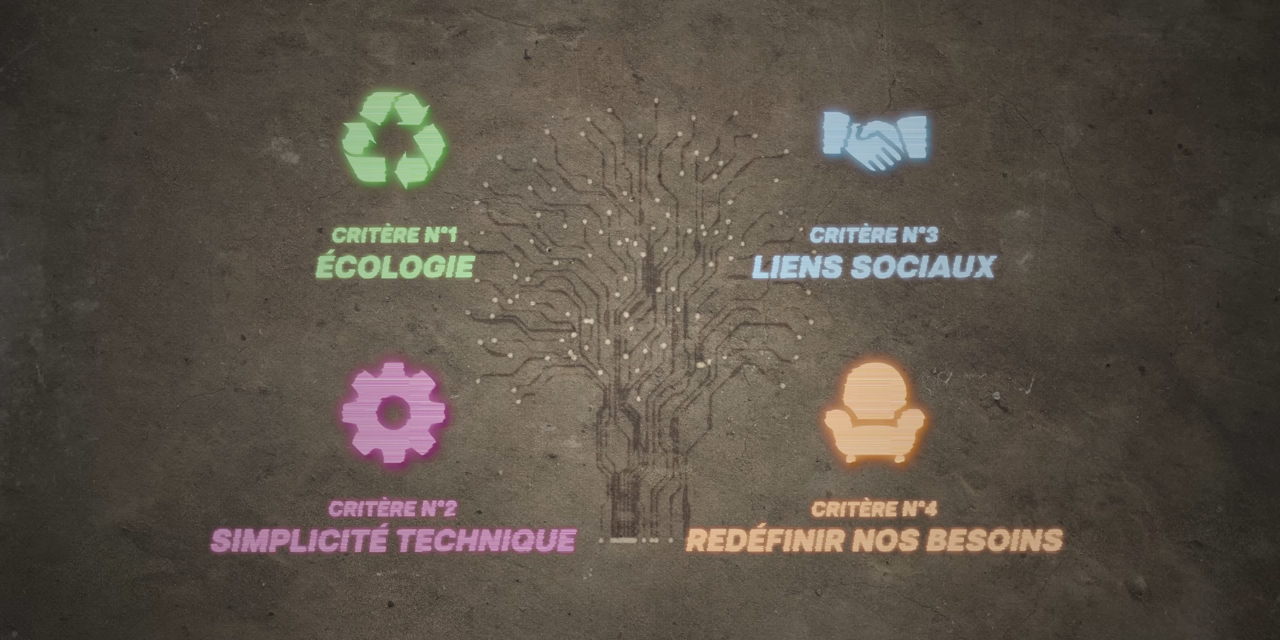 CRITÈRE N°1
ÉCOLOGIE
CRITÈRE N°2
SIMPLICITÉ TECHNIQUE
CRITÈRE N°3
LIENS SOCIAUX
CRITÈRE N°4
REDÉFINIR NOS BESOINS